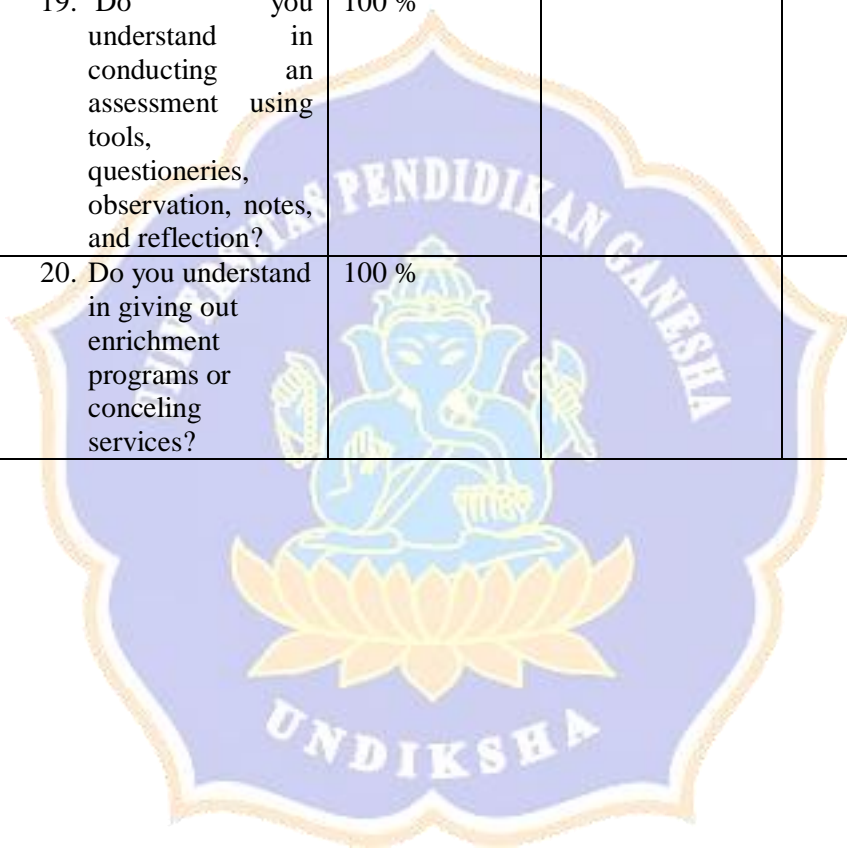 19. Do you 100 %
understand in
conducting an
assessment using
tools,
questioneries,
observation, notes,
and reflection?
20. Do you understand 100 %
in giving out
enrichment
programs or
conceling
services?
UNIVERSITAS PENDIDIKAN GANESHA
UNDIKSHA